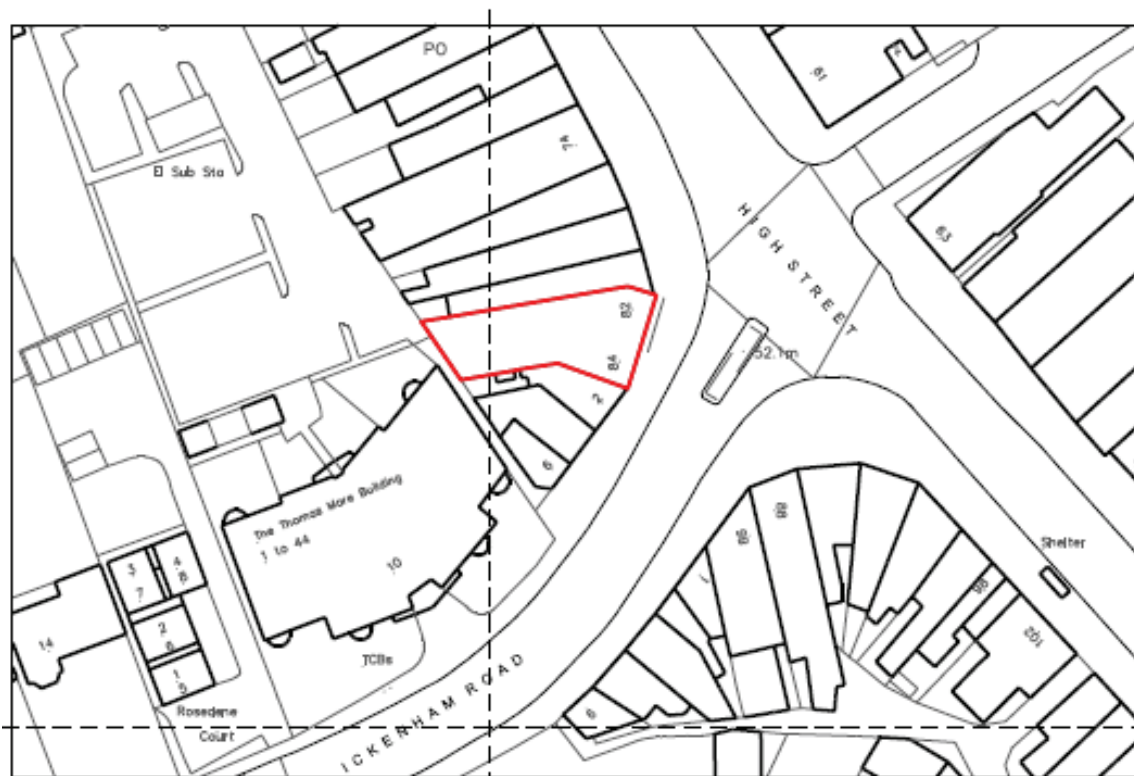 PO
61
El Sub Sta
74
HIGH STREET
63
82
84
52.1m
2
6
The Thomas More Building
1 to 44
10
Shelter
88
86
98
102
3
7
4
8
2
6
1
5
14
TCBs
Rosedene
Court
ICKENHAM ROAD